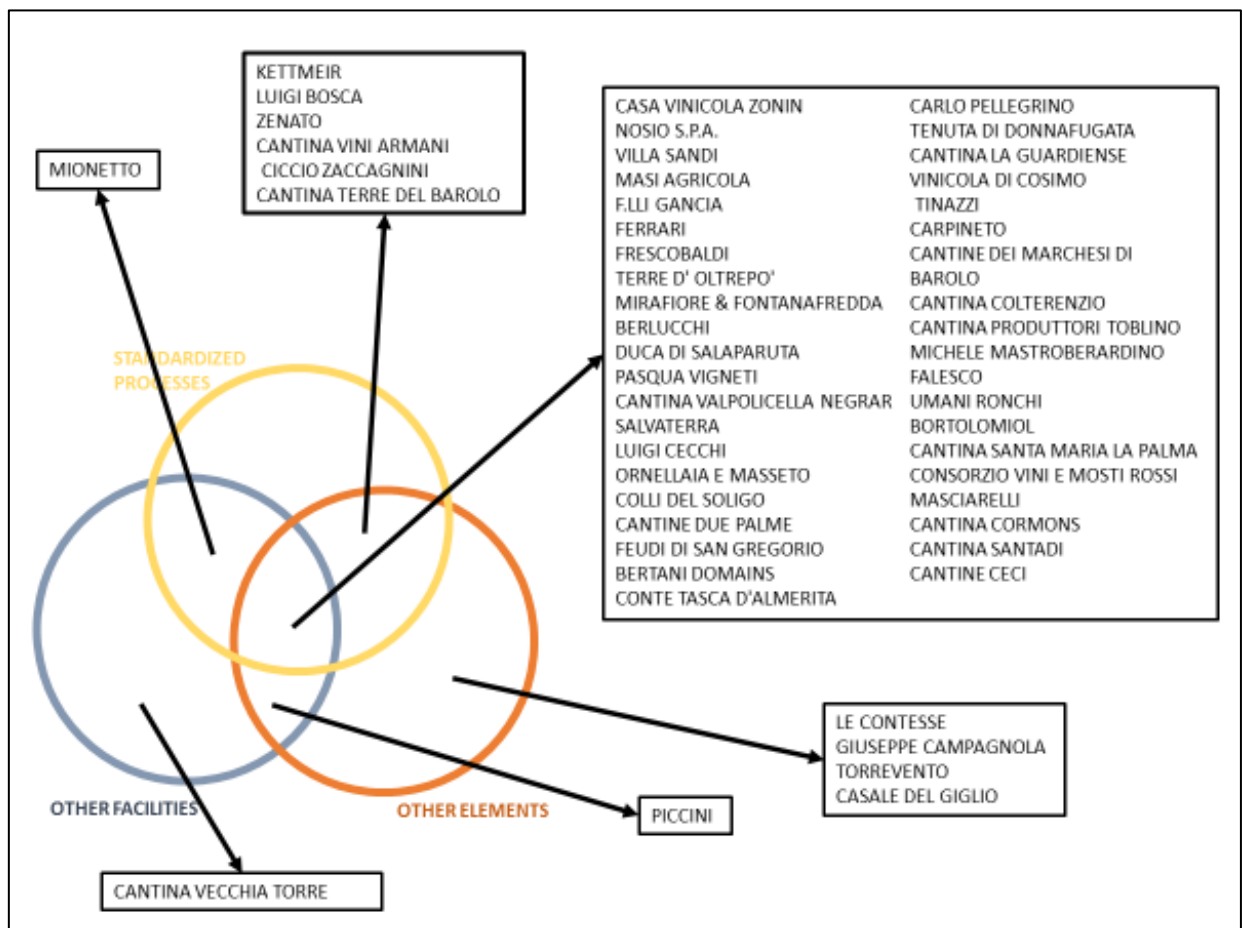 KETTMEIR
LUIGI BOSCA
ZENATO
CANTINA VINI ARMANI
CICCIO ZACCAGNINI
CANTINA TERRE DEL BAROLO
MIONETTO
CASA VINICOLA ZONIN
NOSIO S.P.A.
VILLA SANDI
MASI AGRICOLA
F.LLI GANCIA
FERRARI
FRESCOBALDI
TERRE D' OLTREPO'
MIRAFIORE & FONTANAFREDDA
BERLUCCHI
DUCA DI SALAPARUTA
PASQUA VIGNETI
CANTINA VALPOLICELLA NEGRAR
SALVATERRA
LUIGI CECCHI
ORNELLAIA E MASSETO
COLLI DEL SOLIGO
CANTINE DUE PALME
FEUDI DI SAN GREGORIO
BERTANI DOMAINS
CONTE TASCA D'ALMERITA
CARLO PELLEGRINO
TENUTA DI DONNAFUGATA
CANTINA LA GUARDIENSE
VINICOLA DI COSIMO
TINAZZI
CARPINETO
CANTINE DEI MARCHESI DI
BAROLO
CANTINA COLTERENZIO
CANTINA PRODUTTORI TOBLINO
MICHELE MASTROBERARDINO
FALESCO
UMANI RONCHI
BORTOLOMIOL
CANTINA SANTA MARIA LA PALMA
CONSORZIO VINI E MOSTI ROSSI
MASCIARELLI
CANTINA CORMONS
CANTINA SANTADI
CANTINE CECI
STANDARDIZED
PROCESSES
OTHER FACILITIES
OTHER ELEMENTS
LE CONTESSE
GIUSEPPE CAMPAGNOLA
TORREVENTO
CASALE DEL GIGLIO
PICCINI
CANTINA VECCHIA TORRE